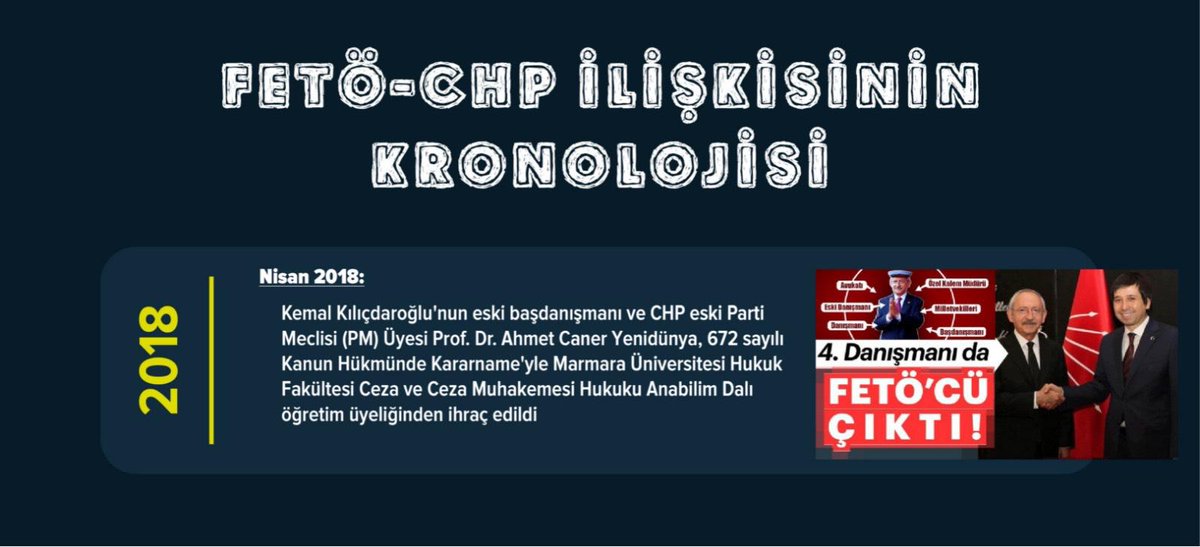 FETÖ-CHP İLİŞKİSİNİN
KRONOLOJİSİ
2018
Nisan 2018:
Kemal Kılıçdaroğlu'nun eski başdanışmanı ve CHP eski Parti
Meclisi (PM) Üyesi Prof. Dr. Ahmet Caner Yenidünya, 672 sayılı
Kanun Hükmünde Kararname'yle Marmara Üniversitesi Hukuk
Fakültesi Ceza ve Ceza Muhakemesi Hukuku Anabilim Dalı
öğretim üyeliğinden ihraç edildi
Avukatı
Özel Kalem Müdürü
Eski Danışmanı
Milletvekilleri
Danışmanı
Başdanışmanı
4. Danışmanı da
FETÖ'CÜ
ÇIKTI!
CHP